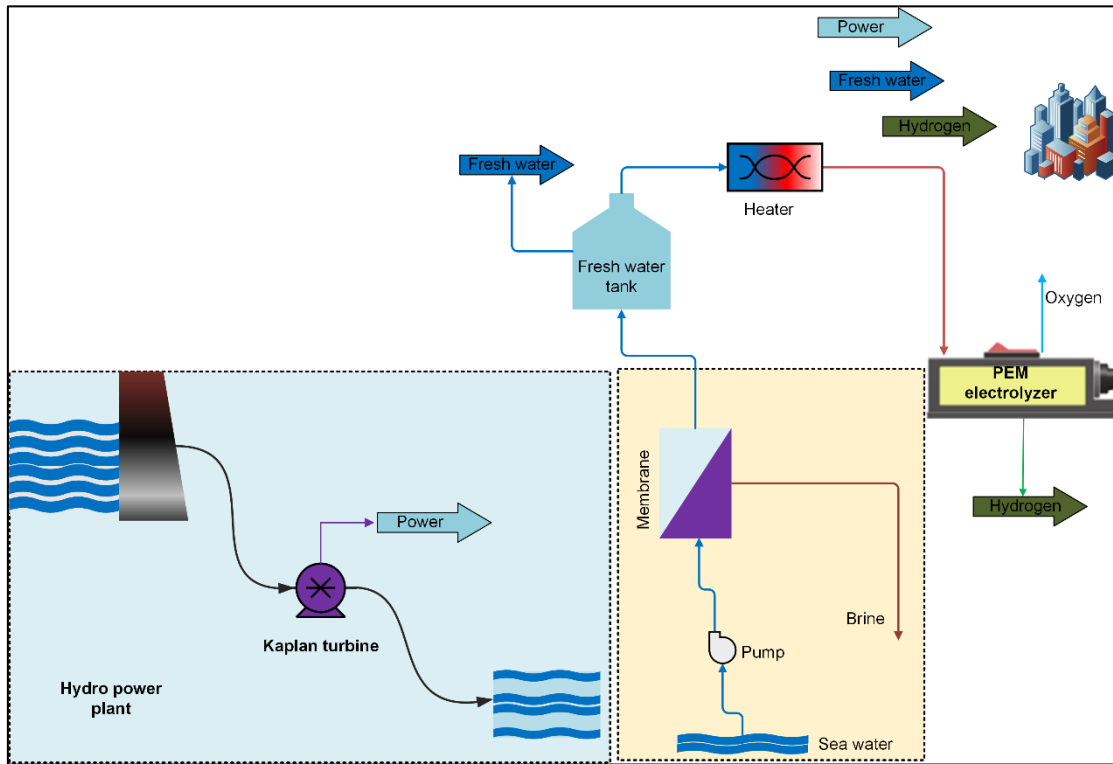 Power
Fresh water
Hydrogen
Fresh water
Heater
Fresh water
tank
Oxygen
PEM
electrolyzer
Membrane
Power
Hydrogen
Kaplan turbine
Brine
Pump
Hydro power
plant
Sea water